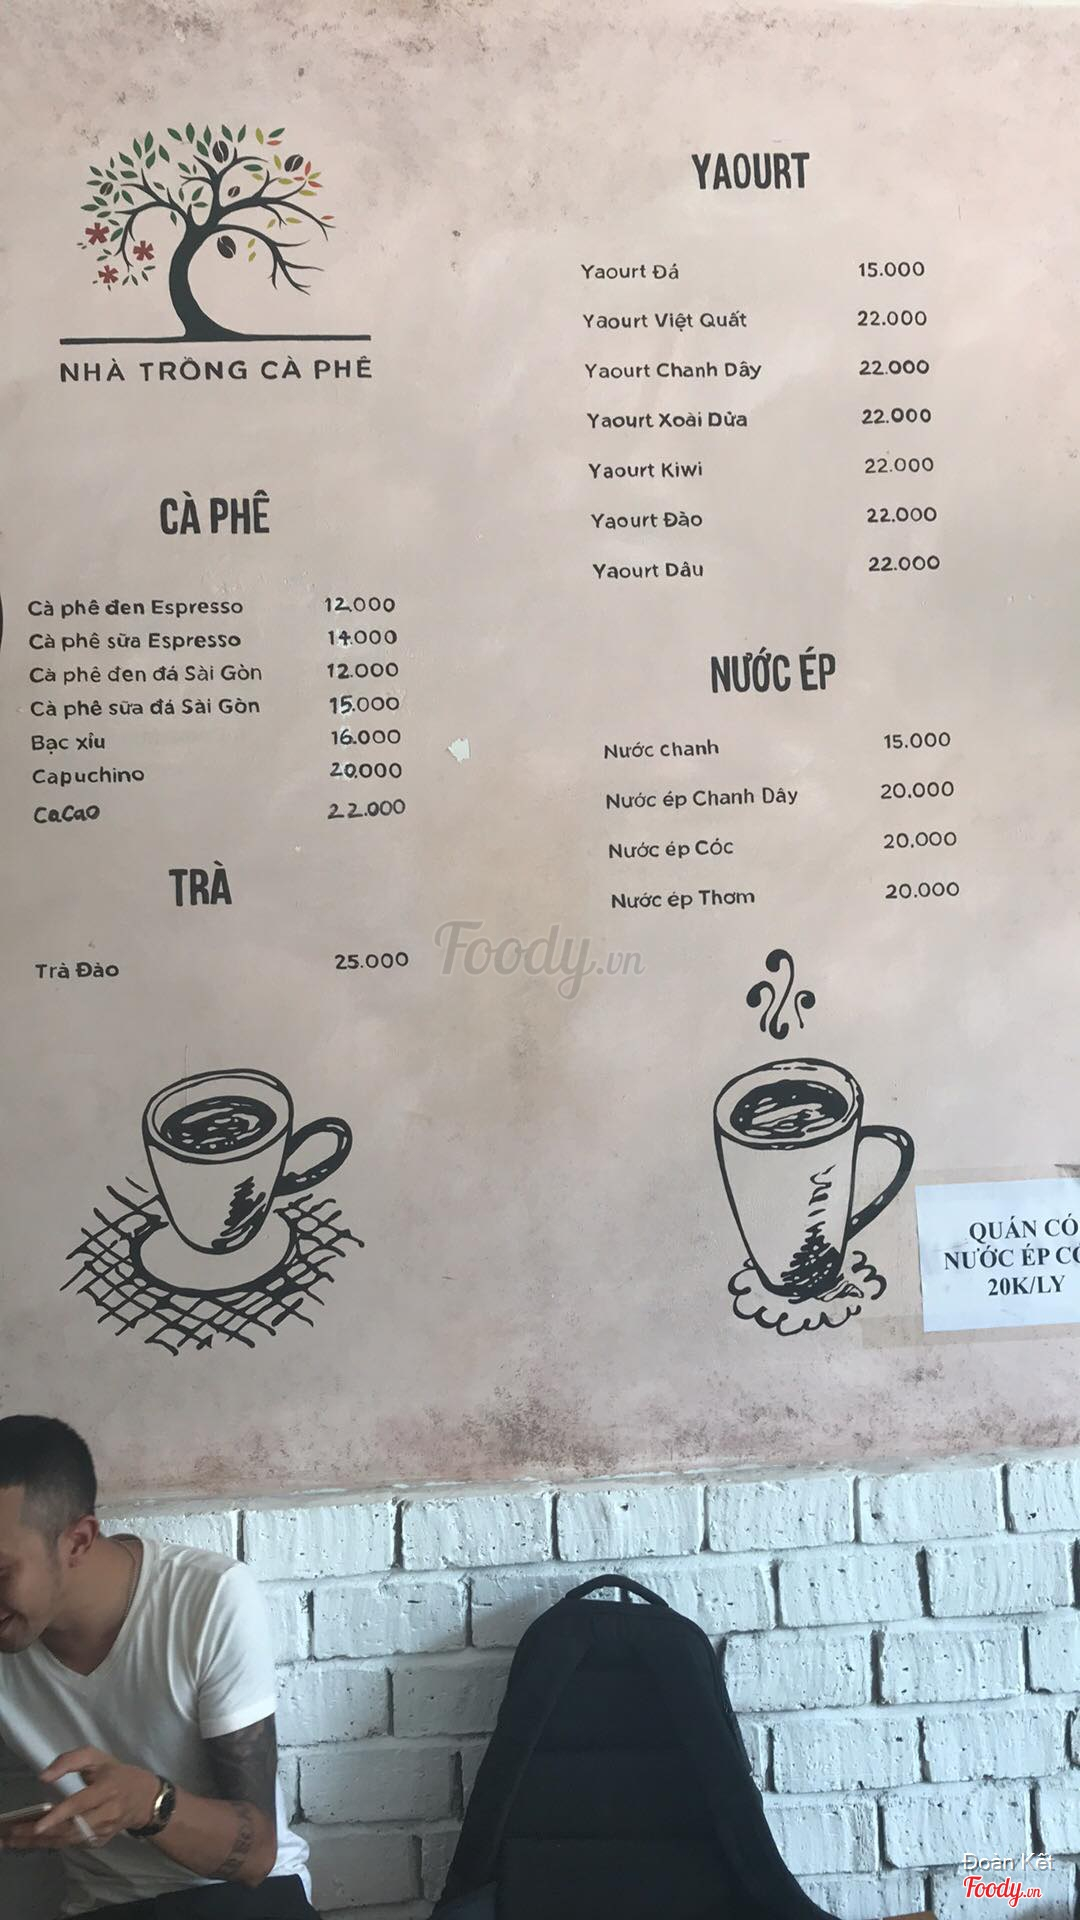 NHÀ TRỒNG CÀ PHÊ
CÀ PHÊ
Cà phê đen Espresso 12.000
Cà phê sữa Espresso 14.000
Cà phê đen đá Sài Gòn 12.000
Cà phê sữa đá Sài Gòn 15.000
Bạc xỉu 16.000
Capuchino 20.000
CaCao 22.000
TRÀ
Trà Đào 25.000
YAOURT
Yaourt Đá 15.000
Yaourt Việt Quất 22.000
Yaourt Chanh Dây 22.000
Yaourt Xoài Dừa 22.000
Yaourt Kiwi 22.000
Yaourt Đào 22.000
Yaourt Dâu 22.000
NƯỚC ÉP
Nước chanh 15.000
Nước ép Chanh Dây 20.000
Nước ép Cóc 20.000
Nước ép Thơm 20.000
Foody.vn
QUÁN CÓ
NƯỚC ÉP
20K/LY
Đoàn Kết
Foody.vn